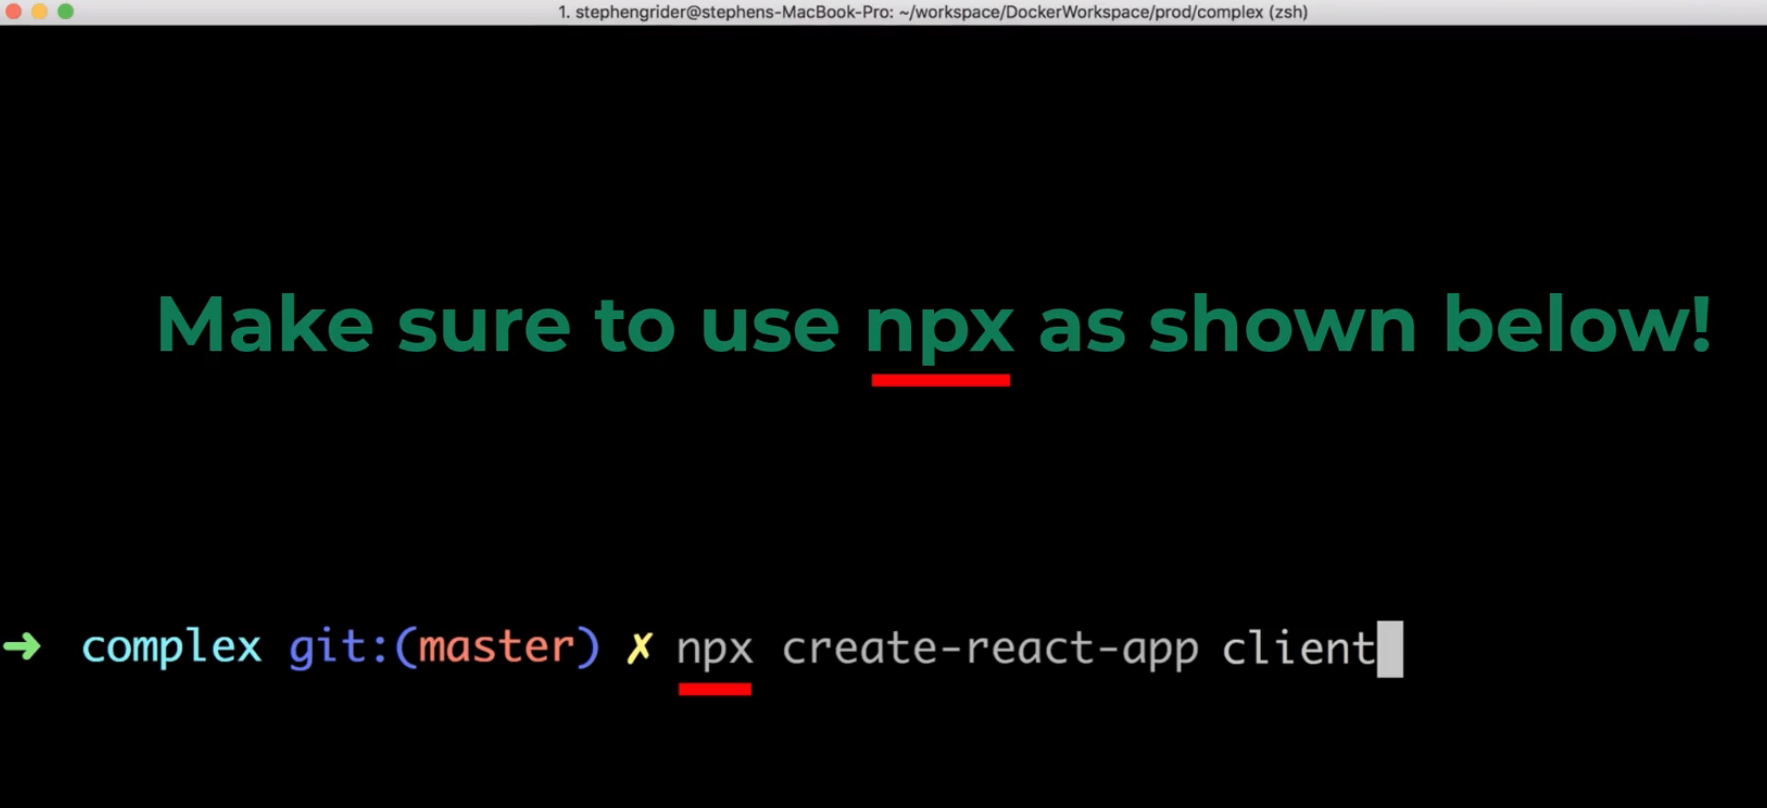 1. stephengrider@stephens-MacBook-Pro: ~/workspace/DockerWorkspace/prod/complex (zsh)
Make sure to use npx as shown below!
➜ complex git:(master) ✗ npx create-react-app client